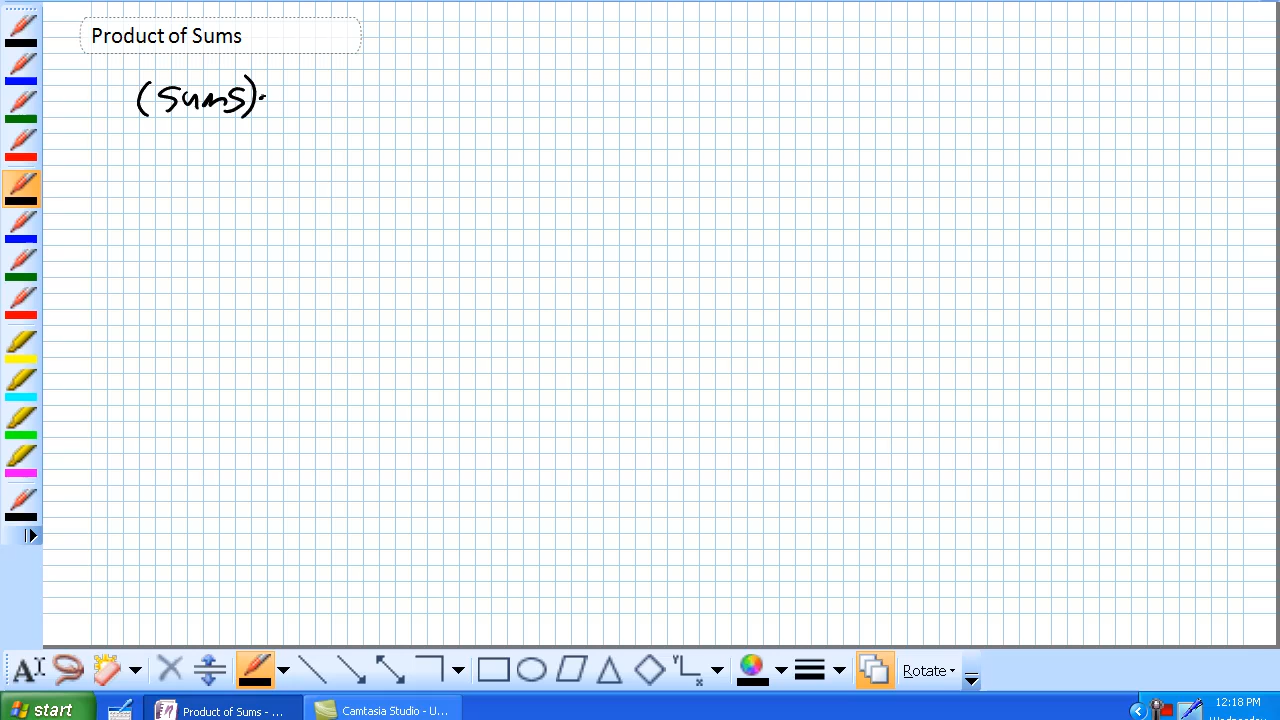 Product of Sums
(Sums)·
A
Rotate
start
Product of Sums - ...
Camtasia Studio - U...
12:18 PM